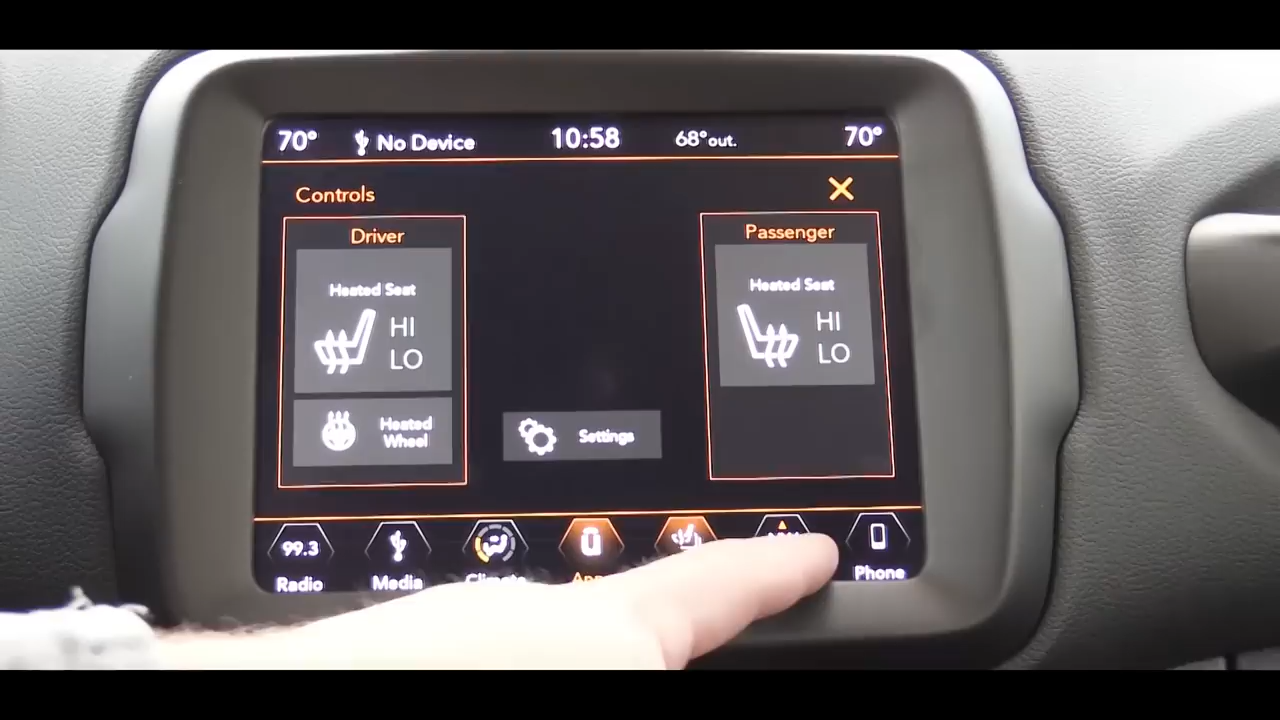 70° No Device 10:58 68°out. 70°
Controls
Driver
Passenger
Heated Seat
HI
LO
Heated Seat
HI
LO
Heated
Wheel
Settings
99.3
Radio
Media
Climate
Phone